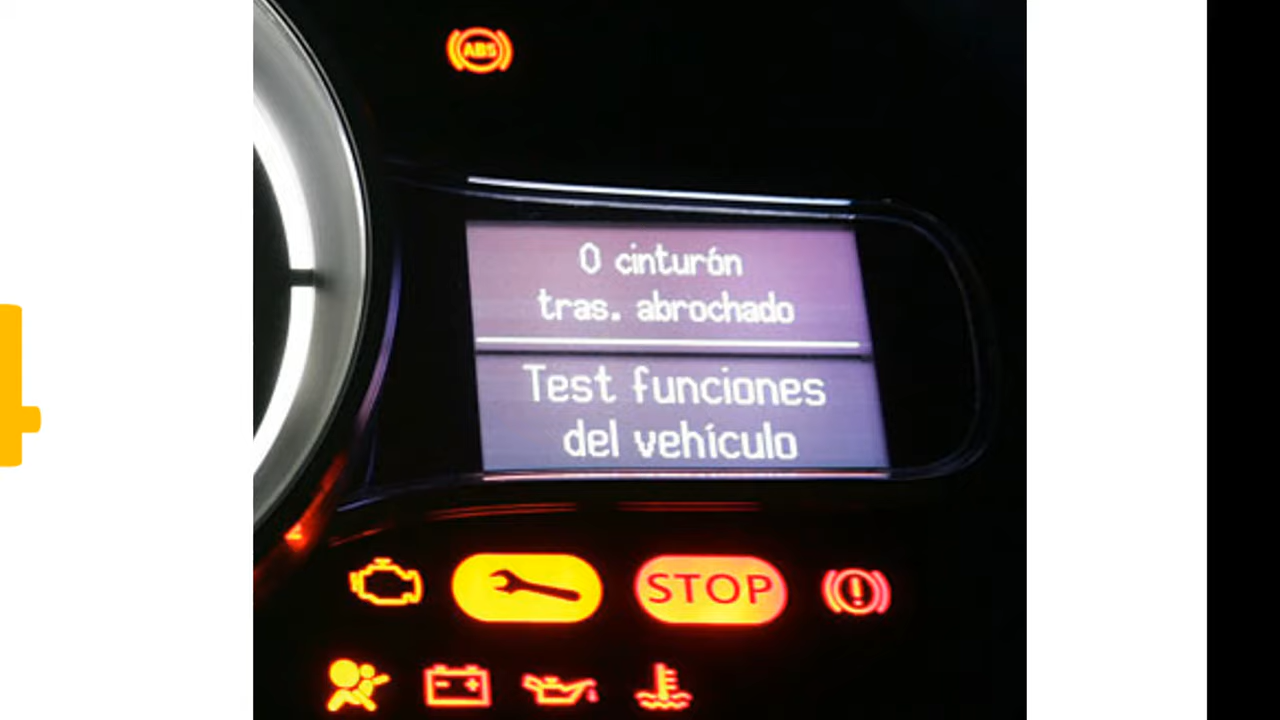 ABS
0 cinturón
tras. abrochado
Test funciones
del vehículo
STOP